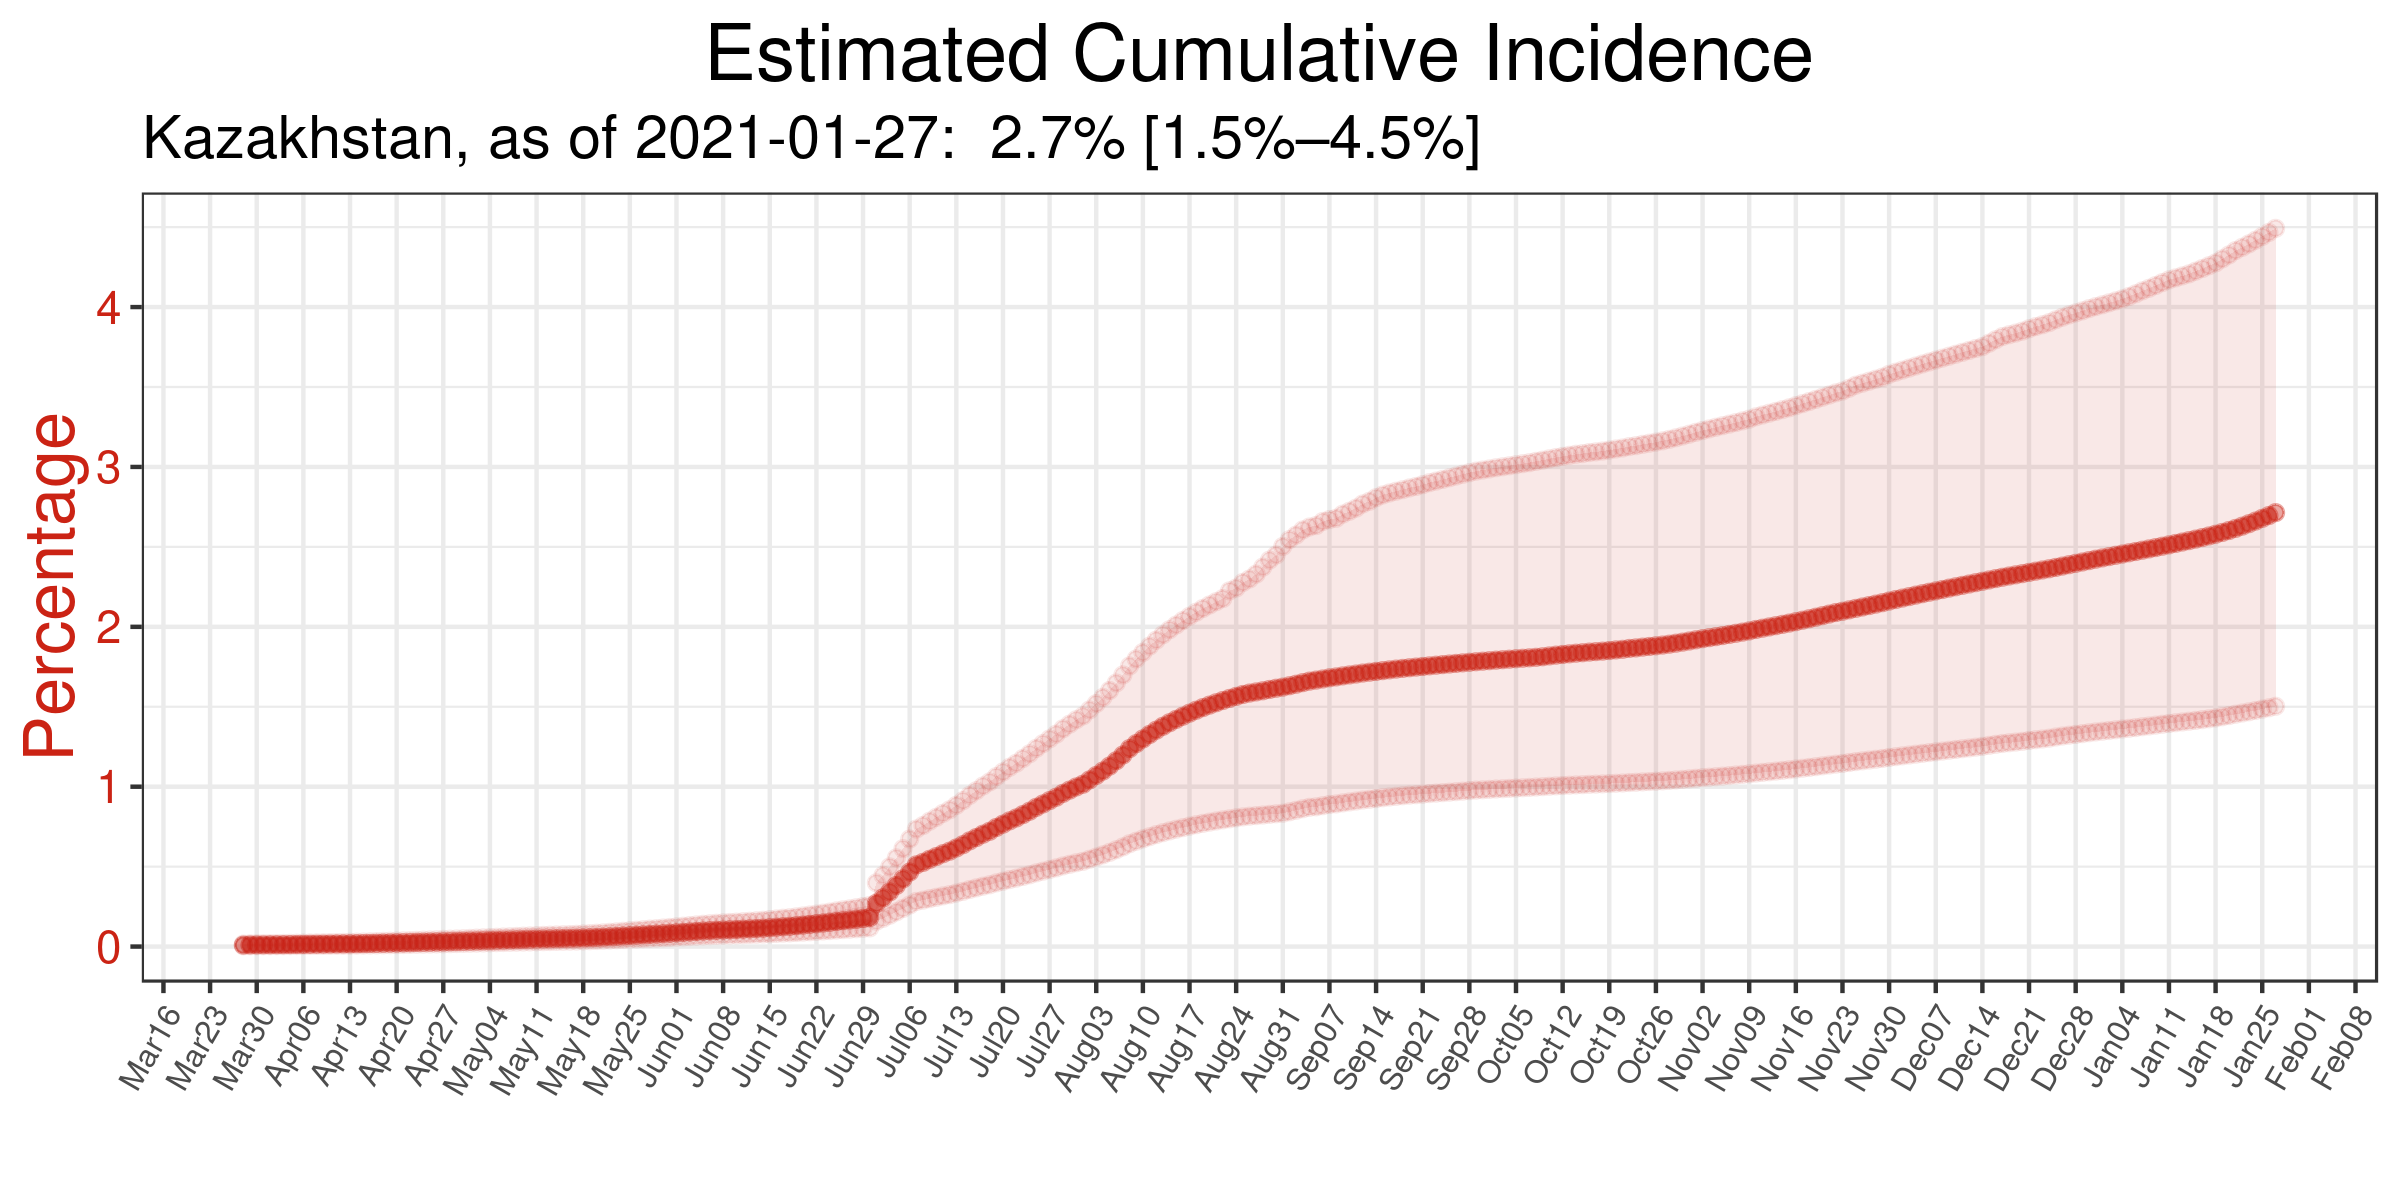 Estimated Cumulative Incidence
Kazakhstan, as of 2021-01-27:  2.7% [1.5%–4.5%]
Percentage
4
3
2
1
0
Mar16 Mar23 Mar30 Apr06 Apr13 Apr20 Apr27 May04 May11 May18 May25 Jun01 Jun08 Jun15 Jun22 Jun29 Jul06 Jul13 Jul20 Jul27 Aug03 Aug10 Aug17 Aug24 Aug31 Sep07 Sep14 Sep21 Sep28 Oct05 Oct12 Oct19 Oct26 Nov02 Nov09 Nov16 Nov23 Nov30 Dec07 Dec14 Dec21 Dec28 Jan04 Jan11 Jan18 Jan25 Feb01 Feb08